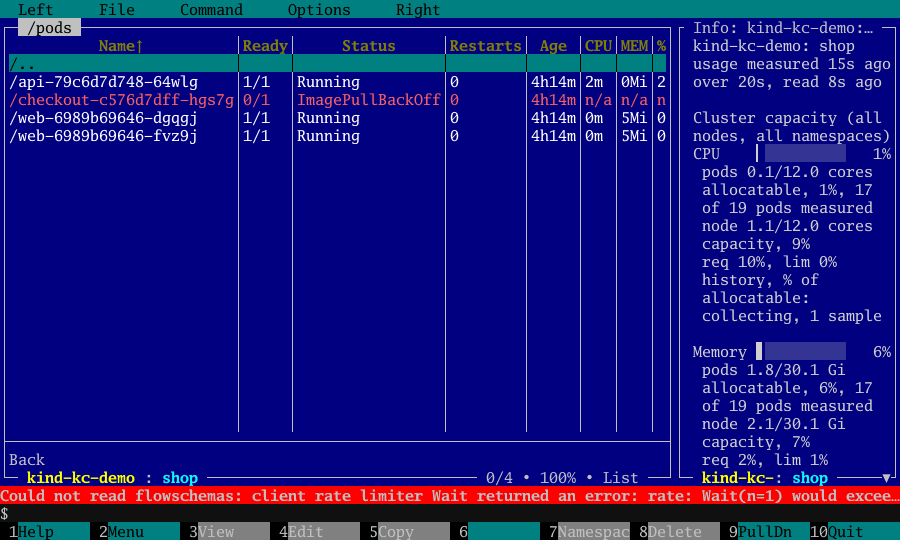 Left File Command Options Right
/pods
Name↑ Ready Status Restarts Age CPU MEM %
/..
/api-79c6d7d748-64wlg 1/1 Running 0 4h14m 2m 0Mi 2
/checkout-c576d7dff-hgs7g 0/1 ImagePullBackOff 0 4h14m n/a n/a n
/web-6989b69646-dgqgj 1/1 Running 0 4h14m 0m 5Mi 0
/web-6989b69646-fvz9j 1/1 Running 0 4h14m 0m 5Mi 0
Back
kind-kc-demo : shop 0/4 • 100% • List
Info: kind-kc-demo:…
kind-kc-demo: shop
usage measured 15s ago
over 20s, read 8s ago
Cluster capacity (all
nodes, all namespaces)
CPU 1%
pods 0.1/12.0 cores
allocatable, 1%, 17
of 19 pods measured
node 1.1/12.0 cores
capacity, 9%
req 10%, lim 0%
history, % of
allocatable:
collecting, 1 sample
Memory 6%
pods 1.8/30.1 Gi
allocatable, 6%, 17
of 19 pods measured
node 2.1/30.1 Gi
capacity, 7%
req 2%, lim 1%
kind-kc-: shop ▼
Could not read flowschemas: client rate limiter Wait returned an error: rate: Wait(n=1) would excee…
$
1Help 2Menu 3View 4Edit 5Copy 6 7Namespac 8Delete 9PullDn 10Quit